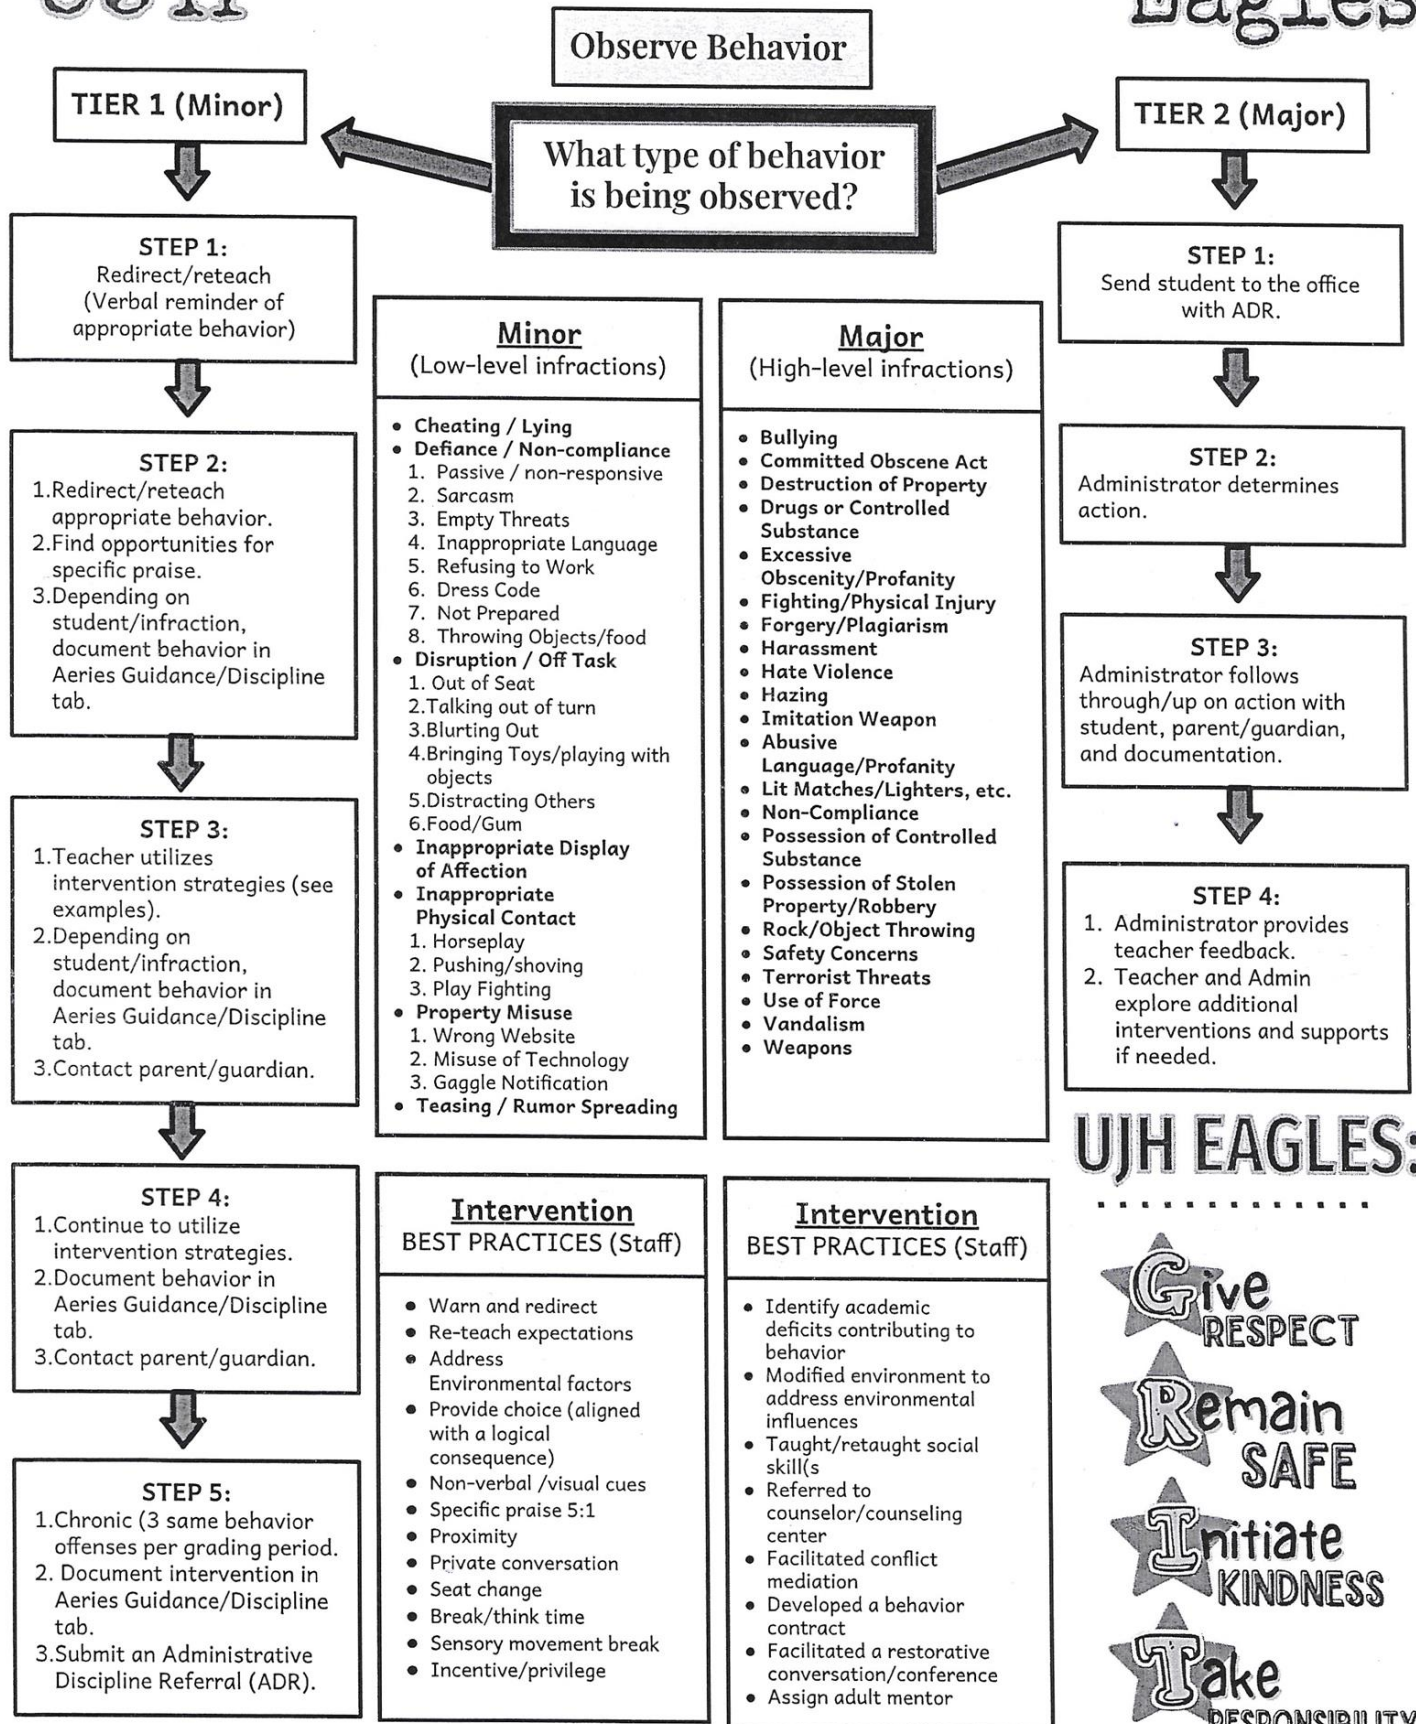 Eagles
Observe Behavior
What type of behavior
is being observed?
TIER 1 (Minor)
STEP 1:
Redirect/reteach
(Verbal reminder of
appropriate behavior)
STEP 2:
1.Redirect/reteach
appropriate behavior.
2.Find opportunities for
specific praise.
3.Depending on
student/infraction,
document behavior in
Aeries Guidance/Discipline
tab.
STEP 3:
1.Teacher utilizes
intervention strategies (see
examples).
2.Depending on
student/infraction,
document behavior in
Aeries Guidance/Discipline
tab.
3.Contact parent/guardian.
STEP 4:
1.Continue to utilize
intervention strategies.
2.Document behavior in
Aeries Guidance/Discipline
tab.
3.Contact parent/guardian.
STEP 5:
1.Chronic (3 same behavior
offenses per grading period.
2. Document intervention in
Aeries Guidance/Discipline
tab.
3.Submit an Administrative
Discipline Referral (ADR).
Minor
(Low-level infractions)
• Cheating / Lying
• Defiance / Non-compliance
1. Passive / non-responsive
2. Sarcasm
3. Empty Threats
4. Inappropriate Language
5. Refusing to Work
6. Dress Code
7. Not Prepared
8. Throwing Objects/food
• Disruption / Off Task
1. Out of Seat
2.Talking out of turn
3.Blurting Out
4.Bringing Toys/playing with
objects
5.Distracting Others
6.Food/Gum
• Inappropriate Display
of Affection
• Inappropriate
Physical Contact
1. Horseplay
2. Pushing/shoving
3. Play Fighting
• Property Misuse
1. Wrong Website
2. Misuse of Technology
3. Gaggle Notification
• Teasing / Rumor Spreading
Intervention
BEST PRACTICES (Staff)
• Warn and redirect
• Re-teach expectations
• Address
Environmental factors
• Provide choice (aligned
with a logical
consequence)
• Non-verbal /visual cues
• Specific praise 5:1
• Proximity
• Private conversation
• Seat change
• Break/think time
• Sensory movement break
• Incentive/privilege
Major
(High-level infractions)
• Bullying
• Committed Obscene Act
• Destruction of Property
• Drugs or Controlled
Substance
• Excessive
Obscenity/Profanity
• Fighting/Physical Injury
• Forgery/Plagiarism
• Harassment
• Hate Violence
• Hazing
• Imitation Weapon
• Abusive
Language/Profanity
• Lit Matches/Lighters, etc.
• Non-Compliance
• Possession of Controlled
Substance
• Possession of Stolen
Property/Robbery
• Rock/Object Throwing
• Safety Concerns
• Terrorist Threats
• Use of Force
• Vandalism
• Weapons
Intervention
BEST PRACTICES (Staff)
• Identify academic
deficits contributing to
behavior
• Modified environment to
address environmental
influences
• Taught/retaught social
skill(s
• Referred to
counselor/counseling
center
• Facilitated conflict
mediation
• Developed a behavior
contract
• Facilitated a restorative
conversation/conference
• Assign adult mentor
TIER 2 (Major)
STEP 1:
Send student to the office
with ADR.
STEP 2:
Administrator determines
action.
STEP 3:
Administrator follows
through/up on action with
student, parent/guardian,
and documentation.
STEP 4:
1. Administrator provides
teacher feedback.
2. Teacher and Admin
explore additional
interventions and supports
if needed.
UJH EAGLES:
Give
RESPECT
Remain
SAFE
Initiate
KINDNESS
Take
RESPONSIBILITY